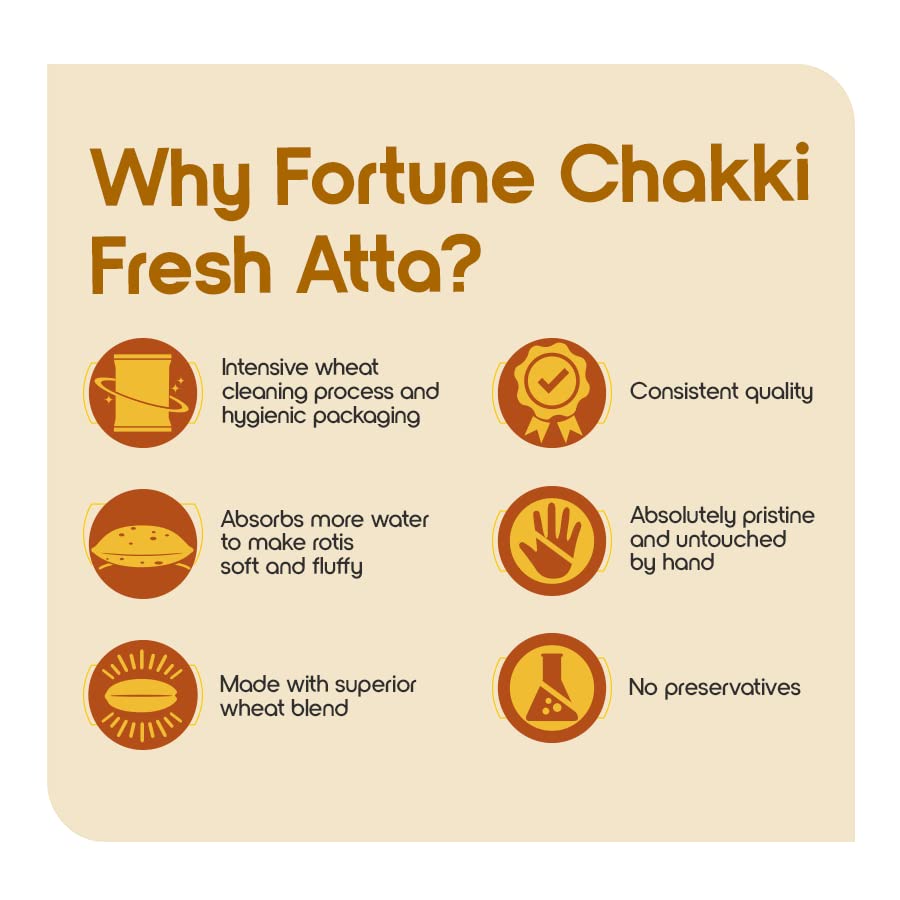 Why Fortune Chakki
Fresh Atta?
Intensive wheat
cleaning process and
hygienic packaging
Consistent quality
Absorbs more water
to make rotis
soft and fluffy
Absolutely pristine
and untouched
by hand
Made with superior
wheat blend
No preservatives